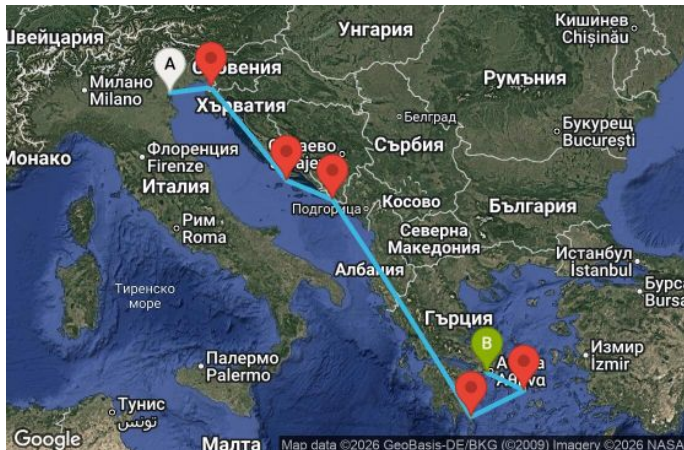 Швейцария
Унгария
Кишинев
Chișinău
A
Милано
Milano
Хърватия
Румъния
Белград
Монако
Флоренция
Firenze
Италия
Сърбия
Букурещ
București
Рим
Roma
Подгорица
Косово
България
Северна
Македония
Истанбул
İstanbul
Тиренско
море
Албания
Гърция
B
Палермо
Palermo
Измир
İzmir
Тунис
تونس
Малта
Google
Map data ©2026 GeoBasis-DE/BKG (©2009) Imagery ©2026 NASA